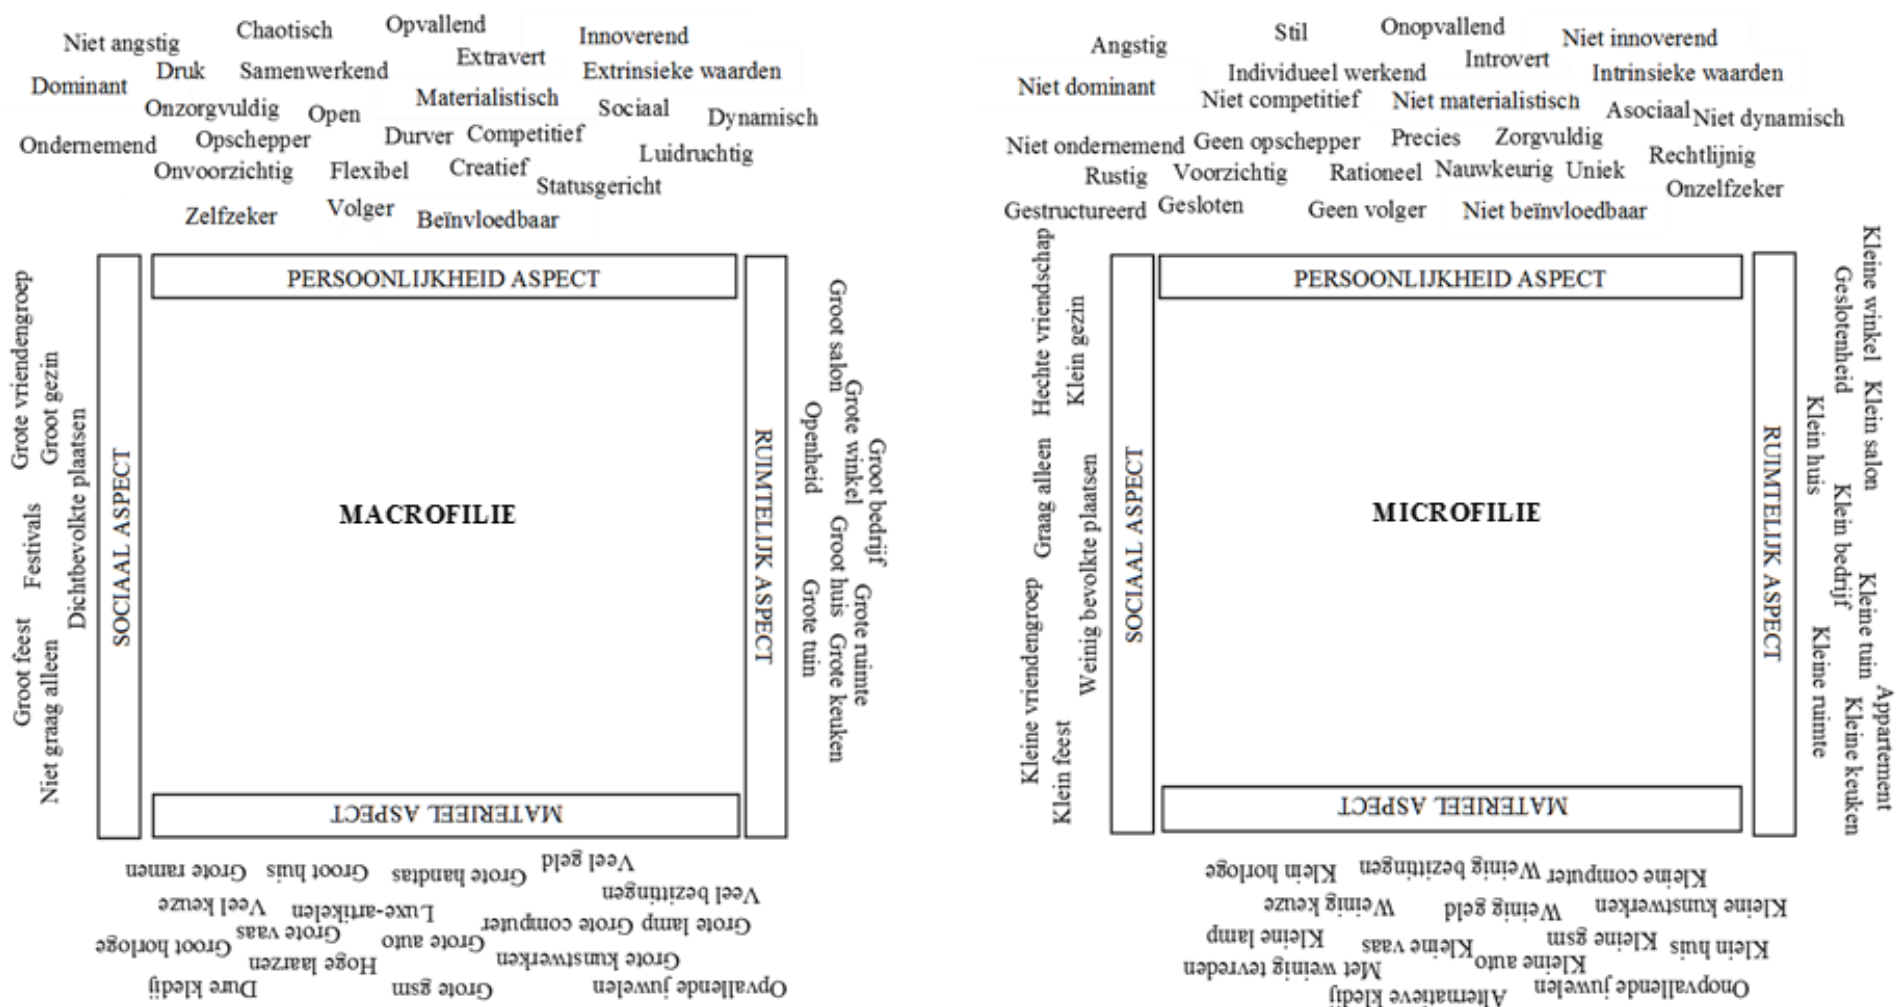 Niet angstig
Chaotisch
Opvallend
Innoverend
Dominant
Druk
Samenwerkend
Extravert
Extrinsieke waarden
Onzorgvuldig
Open
Materialistisch
Sociaal
Dynamisch
Ondernemend
Opschepper
Durver
Competitief
Luidruchtig
Onvoorzichtig
Flexibel
Creatief
Statusgericht
Zelfzeker
Volger
Beïnvloedbaar
PERSOONLIJKHEID ASPECT
Grote vriendengroep
Groot gezin
Dichtbevolkte plaatsen
Festivals
Groot feest
Niet graag alleen
SOCIAAL ASPECT
MACROFILIE
RUIMTELIJK ASPECT
Groot salon
Grote winkel
Openheid
Groot bedrijf
Groot huis
Grote tuin
Grote ruimte
Grote keuken
MATERIEEL ASPECT
Grote ramen
Groot huis
Grote handtas
Veel geld
Veel bezittingen
Veel keuze
Luxe-artikelen
Grote computer
Grote lamp
Groot horloge
Grote vaas
Grote auto
Grote kunstwerken
Hoge laarzen
Dure kledij
Grote gsm
Opvallende juwelen
Angstig
Stil
Onopvallend
Niet innoverend
Niet dominant
Individueel werkend
Introvert
Intrinsieke waarden
Niet competitief
Niet materialistisch
Asociaal
Niet dynamisch
Niet ondernemend
Geen opschepper
Precies
Zorgvuldig
Rechtlijnig
Rustig
Voorzichtig
Rationeel
Nauwkeurig
Uniek
Onzelfzeker
Gestructureerd
Gesloten
Geen volger
Niet beïnvloedbaar
PERSOONLIJKHEID ASPECT
Hechte vriendschap
Klein gezin
Graag alleen
Weinig bevolkte plaatsen
Kleine vriendengroep
Klein feest
SOCIAAL ASPECT
MICROFILIE
RUIMTELIJK ASPECT
Kleine winkel
Geslotenheid
Klein salon
Klein huis
Klein bedrijf
Kleine tuin
Kleine ruimte
Appartement
Kleine keuken
MATERIEEL ASPECT
Klein horloge
Weinig bezittingen
Kleine computer
Weinig keuze
Weinig geld
Kleine kunstwerken
Kleine lamp
Kleine vaas
Kleine gsm
Klein huis
Met weinig tevreden
Kleine auto
Alternatieve kledij
Onopvallende juwelen